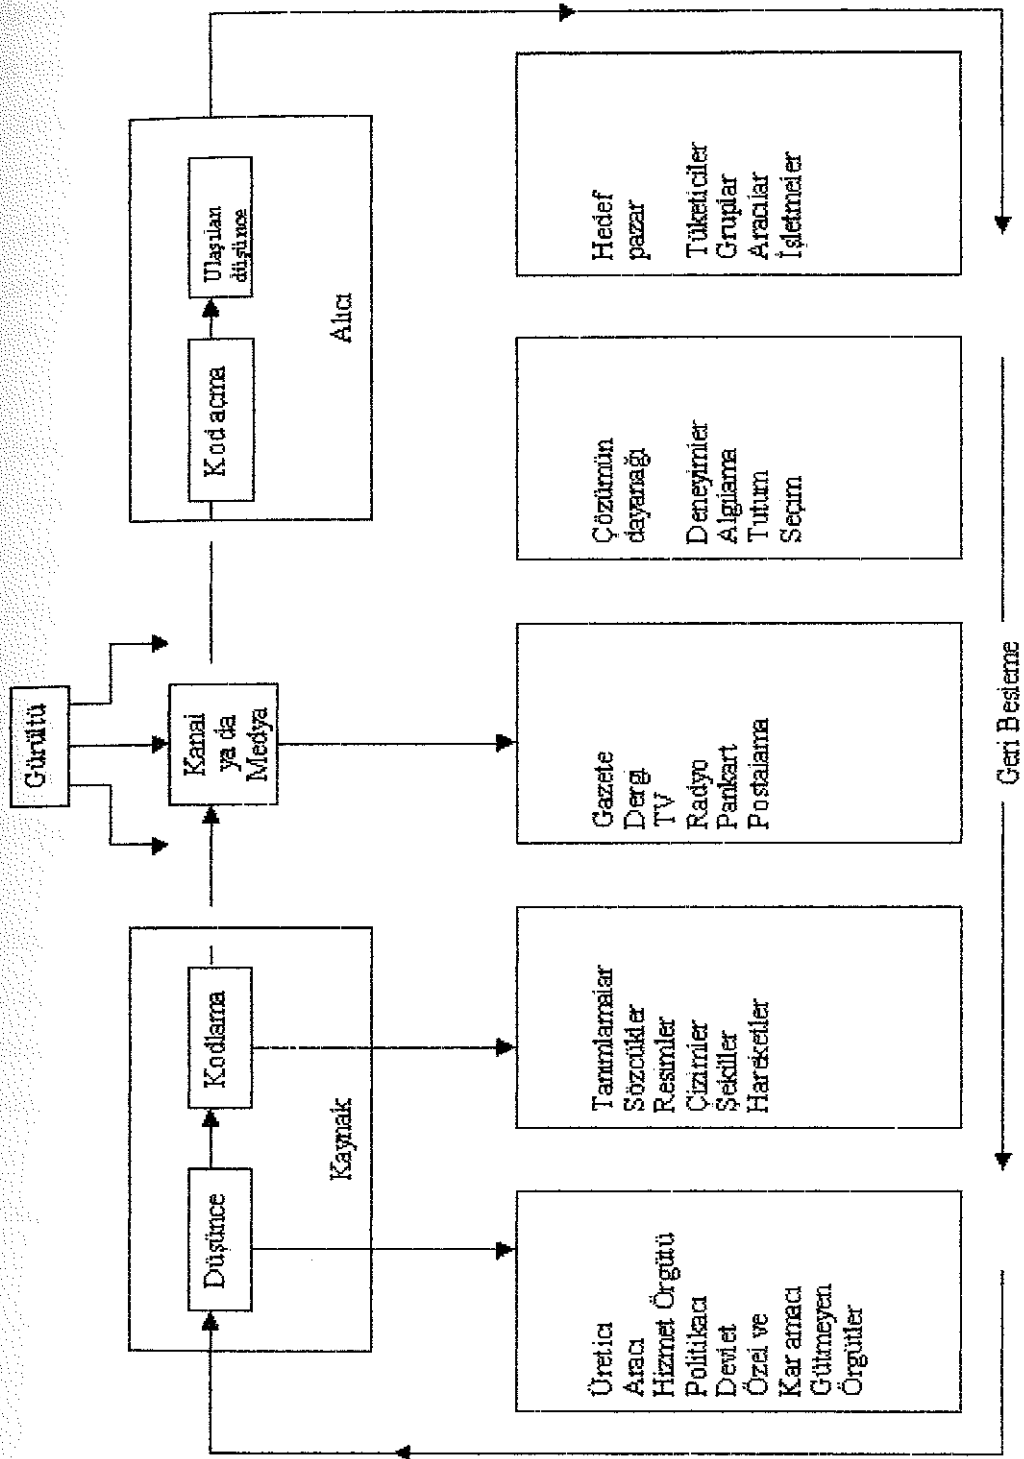 Gürültü
Düşünce
Kodlama
Kaynak
Kanal
ya da
Medya
Kod açma
Ulaşılan
düşünce
Alıcı
Üretici
Aracı
Hizmet Örgütü
Politikacı
Devlet
Özel ve
Kar amacı
Gütmeyen
Örgütler
Tanımlamalar
Sözcükler
Resimler
Çizimler
Şekiller
Hareketler
Gazete
Dergi
TV
Radyo
Pankart
Postalama
Çözümün
dayanağı
Deneyimler
Algılama
Tutum
Seçim
Hedef
pazar
Tüketiciler
Gruplar
Aracılar
İşletmeler
Geri Besleme